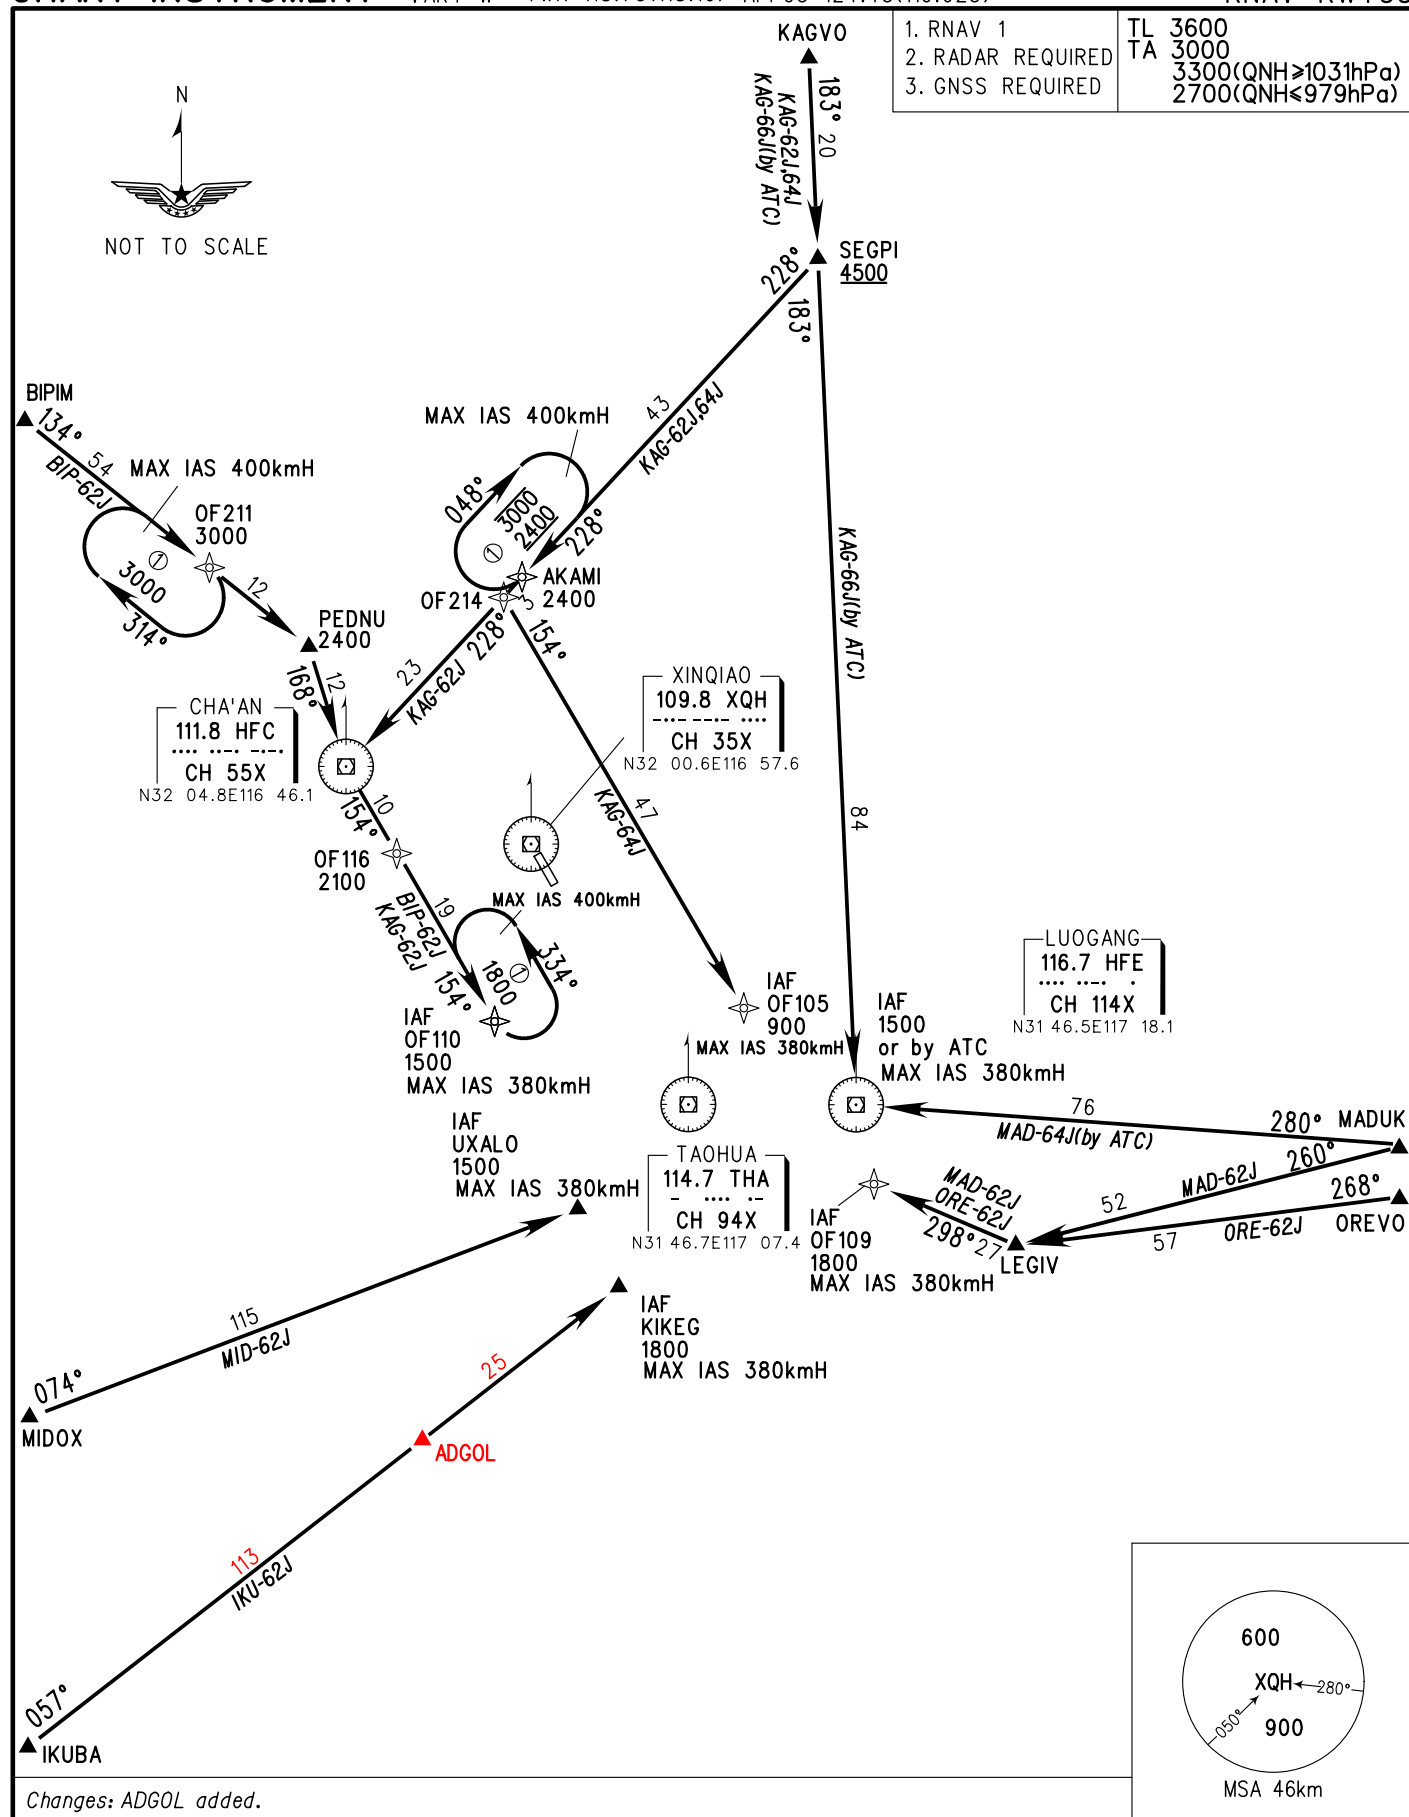 KAGVO
1. RNAV 1
2. RADAR REQUIRED
3. GNSS REQUIRED
TL 3600
TA 3000
3300(QNH≥1031hPa)
2700(QNH≤979hPa)
N
NOT TO SCALE
183° 20
KAG-62J,64J
KAG-66J(by ATC)
SEGPI
4500
228°
183°
43
KAG-62J,64J
BIPIM
134°
54
BIP-62J
MAX IAS 400kmH
OF211
3000
1
3000
314°
12
PEDNU
2400
168°
12
MAX IAS 400kmH
048°
3000
2400
1
228°
AKAMI
2400
OF214
3
228°
154°
23
KAG-62J
KAG-66J(by ATC)
84
CHA'AN
111.8 HFC
CH 55X
N32 04.8E116 46.1
XINQIAO
109.8 XQH
CH 35X
N32 00.6E116 57.6
47
KAG-64J
10
154°
OF116
2100
MAX IAS 400kmH
19
BIP-62J
KAG-62J
154°
1800
1
334°
IAF
OF110
1500
MAX IAS 380kmH
IAF
OF105
900
MAX IAS 380kmH
IAF
1500
or by ATC
MAX IAS 380kmH
LUOGANG
116.7 HFE
CH 114X
N31 46.5E117 18.1
76
MAD-64J(by ATC)
280°
MADUK
260°
MAD-62J
52
268°
OREVO
ORE-62J
57
MAD-62J
ORE-62J
298°
27
LEGIV
IAF
UXALO
1500
MAX IAS 380kmH
TAOHUA
114.7 THA
CH 94X
N31 46.7E117 07.4
IAF
OF109
1800
MAX IAS 380kmH
IAF
KIKEG
1800
MAX IAS 380kmH
115
MID-62J
074°
MIDOX
25
ADGOL
113
IKU-62J
057°
IKUBA
600
XQH
280°
050°
900
MSA 46km
Changes: ADGOL added.